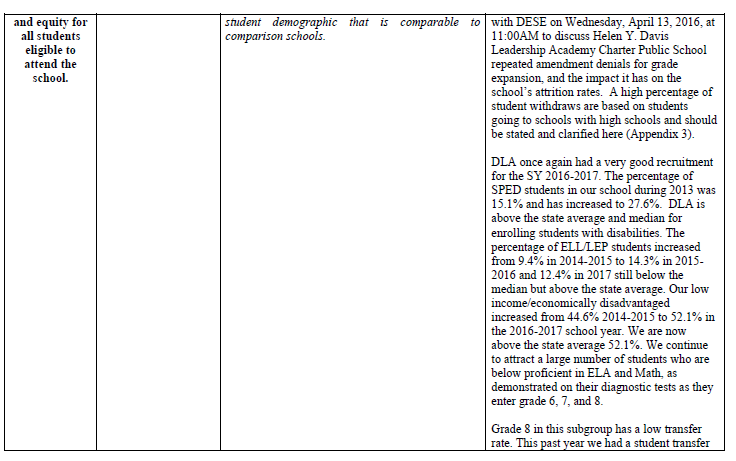 and equity for
all students
eligible to
attend the
school.
student demographic that is comparable to
comparison schools.
with DESE on Wednesday, April 13, 2016, at
11:00AM to discuss Helen Y. Davis
Leadership Academy Charter Public School
repeated amendment denials for grade
expansion, and the impact it has on the
school's attrition rates.  A high percentage of
student withdraws are based on students
going to schools with high schools and should
be stated and clarified here (Appendix 3).
DLA once again had a very good recruitment
for the SY 2016-2017. The percentage of
SPED students in our school during 2013 was
15.1% and has increased to 27.6%.  DLA is
above the state average and median for
enrolling students with disabilities. The
percentage of ELL/LEP students increased
from 9.4% in 2014-2015 to 14.3% in 2015-
2016 and 12.4% in 2017 still below the
median but above the state average. Our low
income/economically disadvantaged
increased from 44.6% 2014-2015 to 52.1% in
the 2016-2017 school year. We are now
above the state average 52.1%. We continue
to attract a large number of students who are
below proficient in ELA and Math, as
demonstrated on their diagnostic tests as they
enter grade 6, 7, and 8.
Grade 8 in this subgroup has a low transfer
rate. This past year we had a student transfer